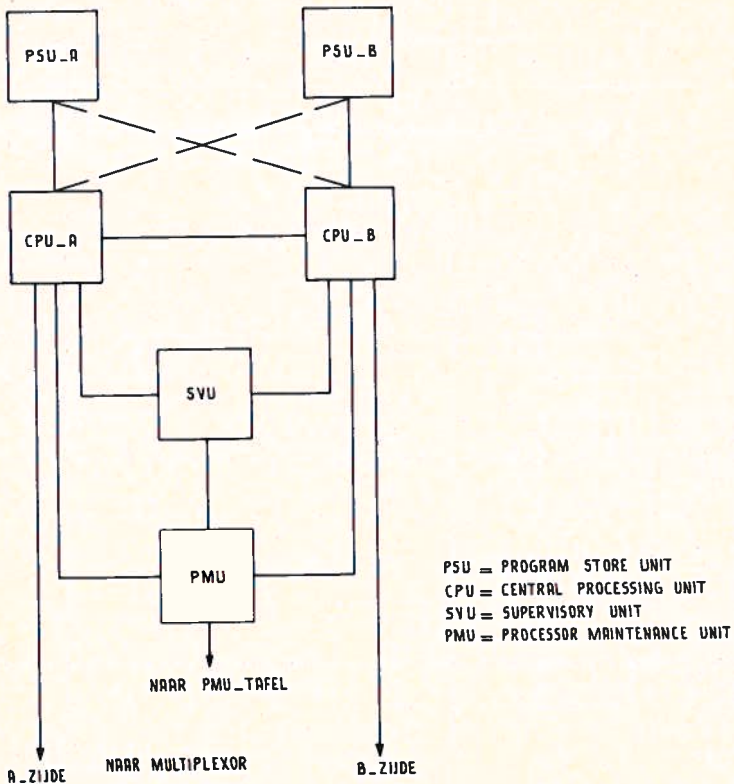 PSU_A
PSU_B
CPU_A
CPU_B
SVU
PMU
PSU = PROGRAM STORE UNIT
CPU = CENTRAL PROCESSING UNIT
SVU = SUPERVISORY UNIT
PMU = PROCESSOR MAINTENANCE UNIT
NAAR PMU_TAFEL
A_ZIJDE
NAAR MULTIPLEXOR
B_ZIJDE